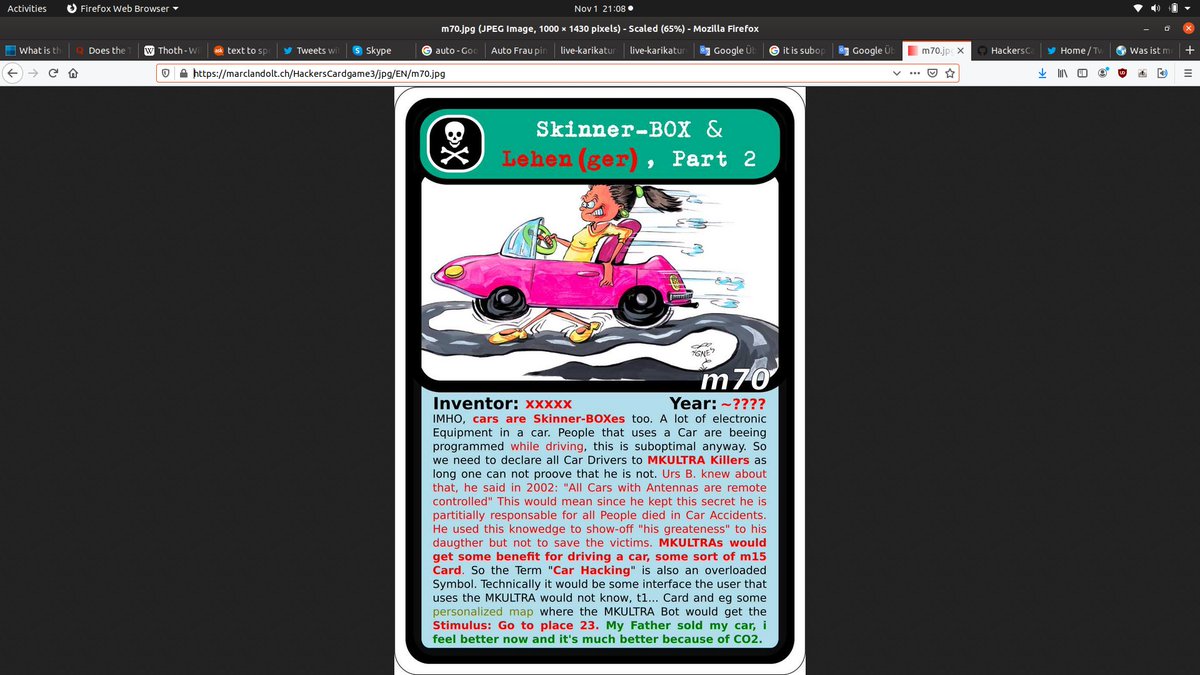 Activities Firefox Web Browser Nov 1 21:08
m70.jpg (JPEG Image, 1000 × 1430 pixels) - Scaled (65%) - Mozilla Firefox
What is th Does the T Thoth - Wi text to spe Tweets wi Skype auto - Goo Auto Frau pin live-karikatur live-karikatur Google Üb it is subop Google Üb m70.jpg HackersCa Home / Tw Was ist me
https://marclandolt.ch/HackersCardgame3/jpg/EN/m70.jpg
Skinner-BOX &
Lehen(ger), Part 2
m70
Inventor: xxxxx Year: ~????
IMHO, cars are Skinner-BOXes too. A lot of electronic
Equipment in a car. People that uses a Car are beeing
programmed while driving, this is suboptimal anyway. So
we need to declare all Car Drivers to MKULTRA Killers as
long one can not proove that he is not. Urs B. knew about
that, he said in 2002: "All Cars with Antennas are remote
controlled" This would mean since he kept this secret he is
partitially responsible for all People died in Car Accidents.
He used this knowedge to show-off "his greateness" to his
daugther but not to save the victims. MKULTRAs would
get some benefit for driving a car, some sort of m15
Card. So the Term "Car Hacking" is also an overloaded
Symbol. Technically it would be some interface the user that
uses the MKULTRA would not know, t1... Card and eg some
personalized map where the MKULTRA Bot would get the
Stimulus: Go to place 23. My Father sold my car, i
feel better now and it's much better because of CO2.